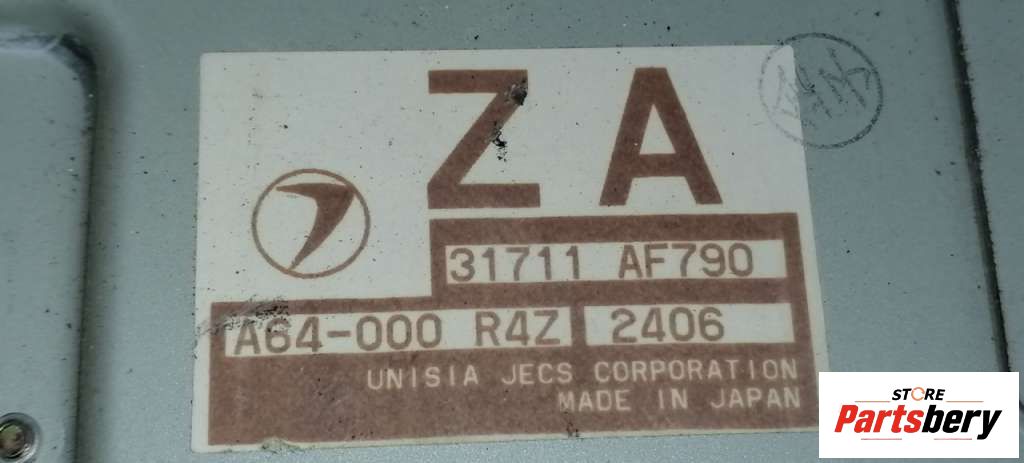 ZA
31711 AF790
A64-000 R4Z 2406
UNISIA JECS CORPORATION
MADE IN JAPAN
STORE
Partsbery